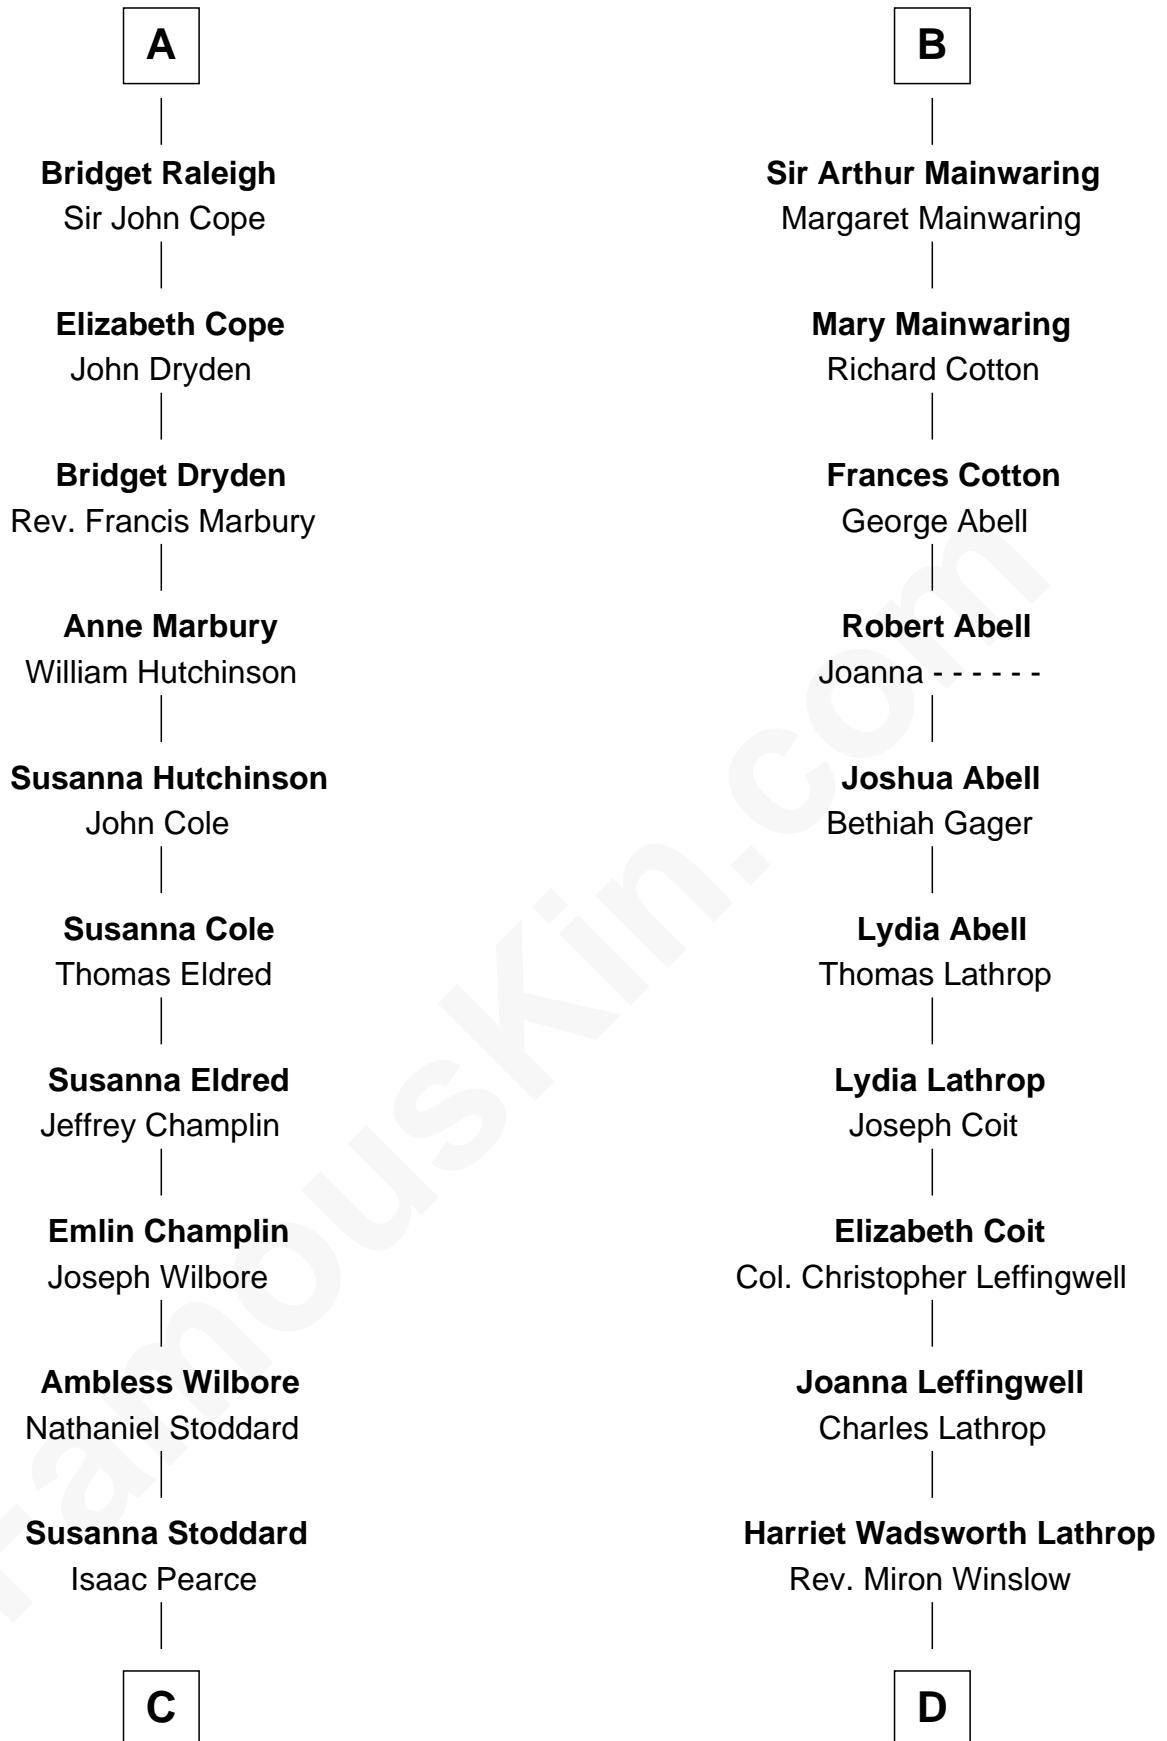 A
Bridget Raleigh
Sir John Cope
Elizabeth Cope
John Dryden
Bridget Dryden
Rev. Francis Marbury
Anne Marbury
William Hutchinson
Susanna Hutchinson
John Cole
Susanna Cole
Thomas Eldred
Susanna Eldred
Jeffrey Champlin
Emlin Champlin
Joseph Wilbore
Ambless Wilbore
Nathaniel Stoddard
Susanna Stoddard
Isaac Pearce
C
B
Sir Arthur Mainwaring
Margaret Mainwaring
Mary Mainwaring
Richard Cotton
Frances Cotton
George Abell
Robert Abell
Joanna - - - - - -
Joshua Abell
Bethiah Gager
Lydia Abell
Thomas Lathrop
Lydia Lathrop
Joseph Coit
Elizabeth Coit
Col. Christopher Leffingwell
Joanna Leffingwell
Charles Lathrop
Harriet Wadsworth Lathrop
Rev. Miron Winslow
D
FamousKin.com